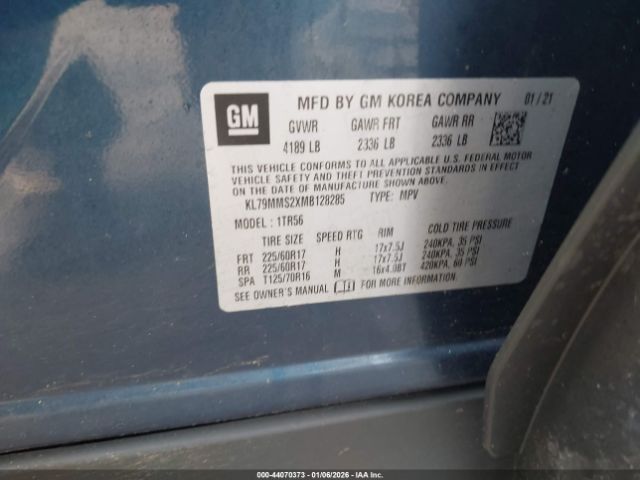 GM
MFD BY GM KOREA COMPANY 01/21
GVWR GAWR FRT GAWR RR
4189 LB 2336 LB 2336 LB
THIS VEHICLE CONFORMS TO ALL APPLICABLE U.S. FEDERAL MOTOR
VEHICLE SAFETY AND THEFT PREVENTION STANDARDS IN EFFECT ON
THE DATE OF MANUFACTURE SHOWN ABOVE.
KL79MMS2XMB128285 TYPE: MPV
MODEL: 1TR56
TIRE SIZE SPEED RTG RIM COLD TIRE PRESSURE
FRT 225/60R17 H 17x7.5J 240KPA, 35 PSI
RR 225/60R17 H 17x7.5J 240KPA, 35 PSI
SPA T125/70R16 M 16x4.0BT 420KPA, 60 PSI
SEE OWNER'S MANUAL FOR MORE INFORMATION.
000-44070373 - 01/06/2026 - IAAI.COM